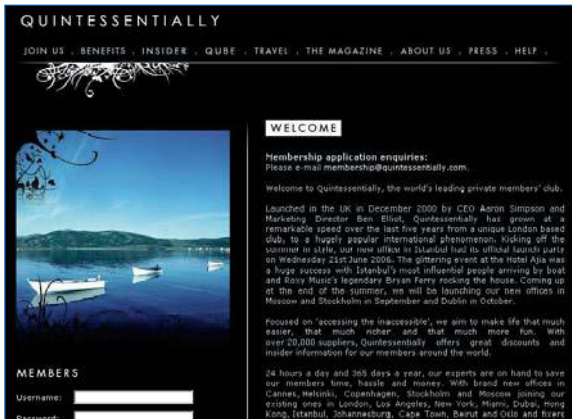 QUINTESSENTIALLY
JOIN US . BENEFITS . INSIDER . QUBE . TRAVEL . THE MAGAZINE . ABOUT US . PRESS . HELP .
WELCOME
Membership application enquiries:
Please e-mail membership@quintessentially.com.
Welcome to Quintessentially, the world's leading private members' club.
Launched in the UK in December 2000 by CEO Aaron Simpson and
Marketing Director Ben Elliot, Quintessentially has grown at a
remarkable speed over the last five years from a unique London based
club, to a hugely popular international phenomenon. Kicking off the
summer in style, our new office in Istanbul had its official launch party
on Wednesday 21st June 2006. The glittering event at the Hotel Ajia was
a huge success with Istanbul's most influential people arriving by boat
and Roxy Music's legendary Bryan Ferry rocking the house. Coming up
at the end of the summer, we will be launching our new offices in
Moscow and Stockholm in September and Dublin in October.
Focused on 'accessing the inaccessible', we aim to make life that much
easier, that much richer and that much more fun. With
over 20,000 suppliers, Quintessentially offers great discounts and
insider information for our members around the world.
24 hours a day and 365 days a year, our experts are on hand to save
our members time, hassle and money. With brand new offices in
Cannes, Helsinki, Copenhagen, Stockholm and Moscow joining our
existing ones in London, Los Angeles, New York, Miami, Dubai, Hong
Kong, Istanbul, Johannesburg, Cape Town, Beirut and Oslo and fixers
MEMBERS
Username:
Password: